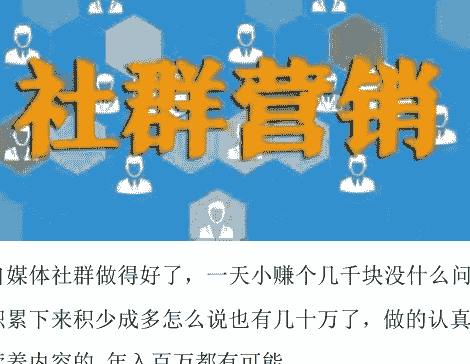 社群营销
自媒体社群做得好了，一天小赚个几千块没什么问
积累下来积少成多怎么说也有几十万了，做的认真
营养内容的 年入百万都有可能